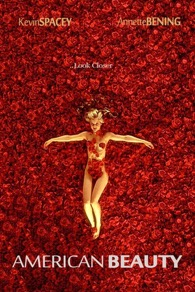 KevinSPACEY AnnetteBENING
...Look Closer
AMERICAN BEAUTY